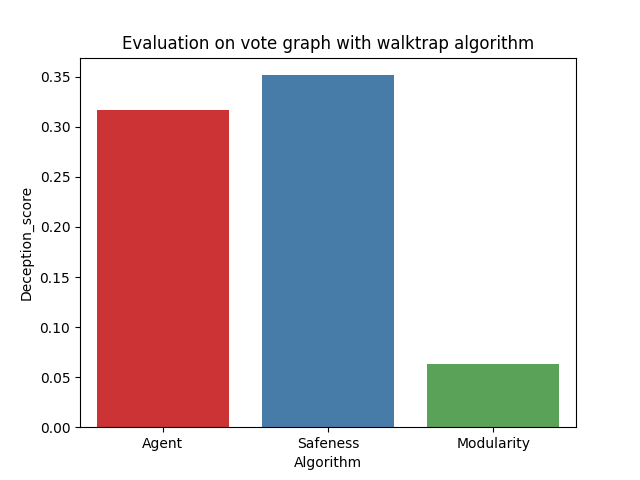 Evaluation on vote graph with walktrap algorithm
0.35
0.30
0.25
0.20
0.15
0.10
0.05
0.00
Deception_score
Agent Safeness Modularity
Algorithm